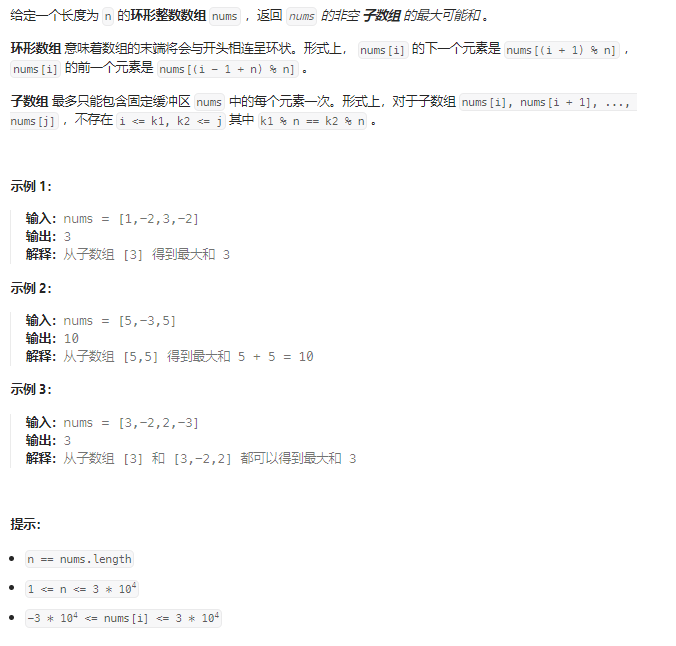 给定一个长度为 n 的环形整数数组 nums ，返回 nums 的非空 子数组 的最大可能和 。
环形数组 意味着数组的末端将会与开头相连呈环状。形式上， nums[i] 的下一个元素是 nums[(i + 1) % n] ，
nums[i] 的前一个元素是 nums[(i - 1 + n) % n] 。
子数组 最多只能包含固定缓冲区 nums 中的每个元素一次。形式上，对于子数组 nums[i], nums[i + 1], ...,
nums[j] ，不存在 i <= k1, k2 <= j 其中 k1 % n == k2 % n 。
示例 1：
输入：nums = [1,-2,3,-2]
输出：3
解释：从子数组 [3] 得到最大和 3
示例 2：
输入：nums = [5,-3,5]
输出：10
解释：从子数组 [5,5] 得到最大和 5 + 5 = 10
示例 3：
输入：nums = [3,-2,2,-3]
输出：3
解释：从子数组 [3] 和 [3,-2,2] 都可以得到最大和 3
提示：
• n == nums.length
• 1 <= n <= 3 * 10⁴
• -3 * 10⁴ <= nums[i] <= 3 * 10⁴